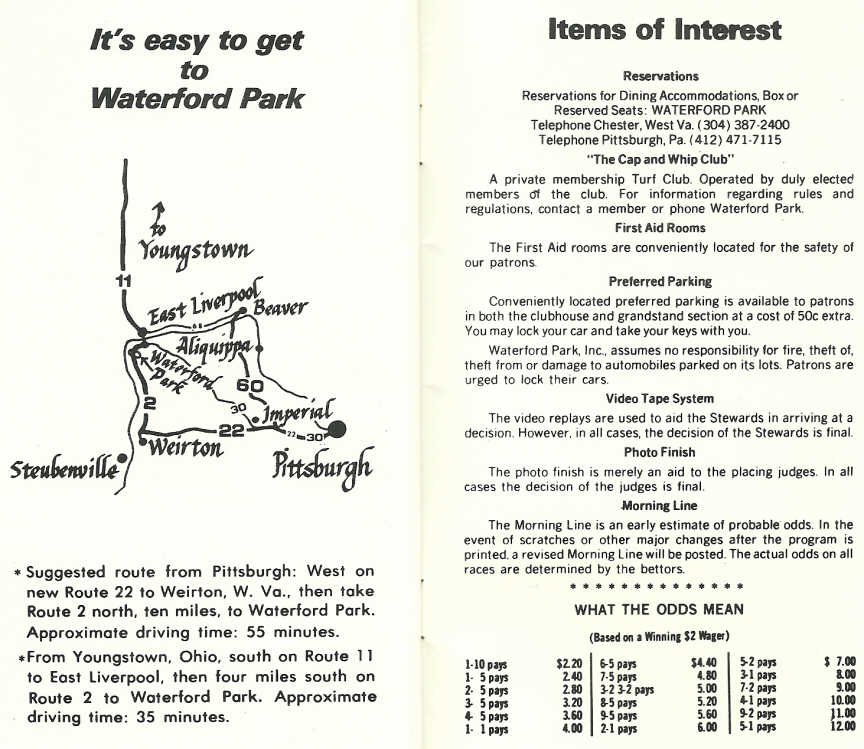 It's easy to get
to
Waterford Park
to
Youngstown
11
East Liverpool
Beaver
Aliquippa
Waterford
Park
60
30
2
Imperial
22
22
30
Weirton
Steubenville
Pittsburgh
* Suggested route from Pittsburgh: West on
new Route 22 to Weirton, W. Va., then take
Route 2 north, ten miles, to Waterford Park.
Approximate driving time: 55 minutes.
*From Youngstown, Ohio, south on Route 11
to East Liverpool, then four miles south on
Route 2 to Waterford Park. Approximate
driving time: 35 minutes.
Items of Interest
Reservations
Reservations for Dining Accommodations, Box or
Reserved Seats: WATERFORD PARK
Telephone Chester, West Va. (304) 387-2400
Telephone Pittsburgh, Pa. (412) 471-7115
"The Cap and Whip Club"
A private membership Turf Club. Operated by duly elected
members of the club. For information regarding rules and
regulations, contact a member or phone Waterford Park.
First Aid Rooms
The First Aid rooms are conveniently located for the safety of
our patrons.
Preferred Parking
Conveniently located preferred parking is available to patrons
in both the clubhouse and grandstand section at a cost of 50c extra.
You may lock your car and take your keys with you.
Waterford Park, Inc., assumes no responsibility for fire, theft of,
theft from or damage to automobiles parked on its lots. Patrons are
urged to lock their cars.
Video Tape System
The video replays are used to aid the Stewards in arriving at a
decision. However, in all cases, the decision of the Stewards is final.
Photo Finish
The photo finish is merely an aid to the placing judges. In all
cases the decision of the judges is final.
Morning Line
The Morning Line is an early estimate of probable odds. In the
event of scratches or other major changes after the program is
printed, a revised Morning Line will be posted. The actual odds on all
races are determined by the bettors.
* * * * * * * * * * * * * *
WHAT THE ODDS MEAN
(Based on a Winning $2 Wager)
1-10 pays $2.20 6-5 pays $4.40 5-2 pays $ 7.00
1- 5 pays 2.40 7-5 pays 4.80 3-1 pays 8.00
2- 5 pays 2.80 3-2 3-2 pays 5.00 7-2 pays 9.00
3- 5 pays 3.20 8-5 pays 5.20 4-1 pays 10.00
4- 5 pays 3.60 9-5 pays 5.60 9-2 pays 11.00
1- 1 pays 4.00 2-1 pays 6.00 5-1 pays 12.00